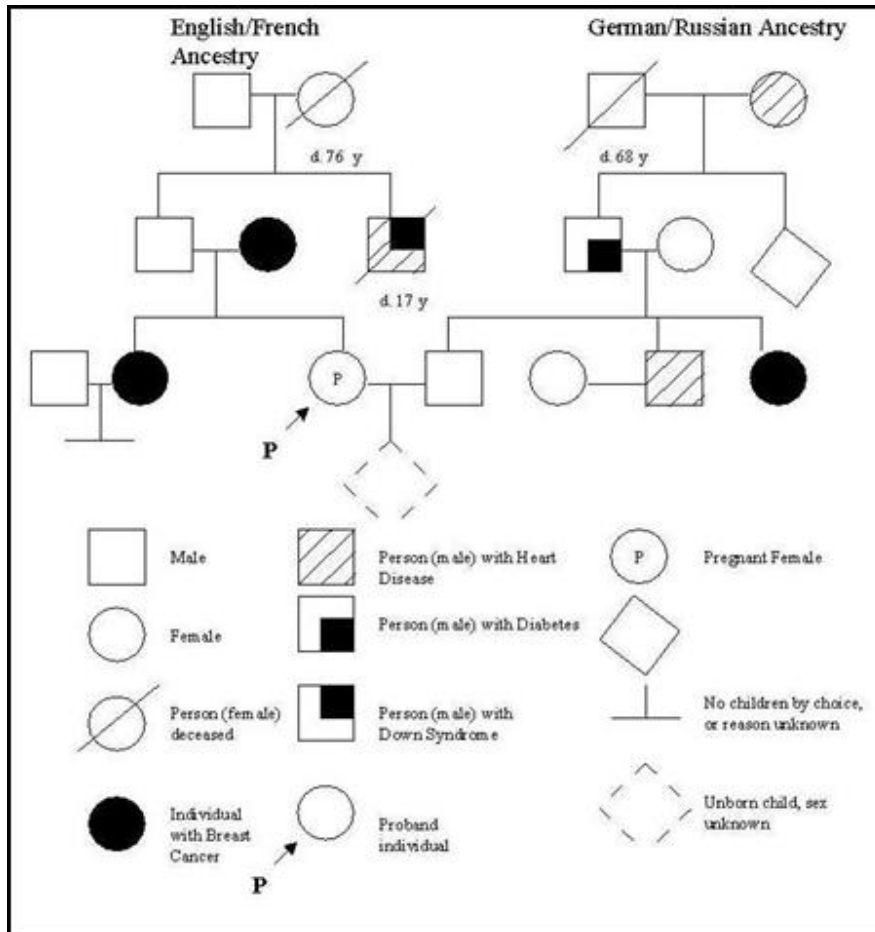 English/French
Ancestry
German/Russian Ancestry
d. 76 y
d. 68 y
d. 17 y
P
P
Male
Person (male) with Heart
Disease
P
Pregnant Female
Female
Person (male) with Diabetes
Person (female)
deceased
Person (male) with
Down Syndrome
No children by choice,
or reason unknown
Individual
with Breast
Cancer
Proband
individual
P
Unborn child, sex
unknown